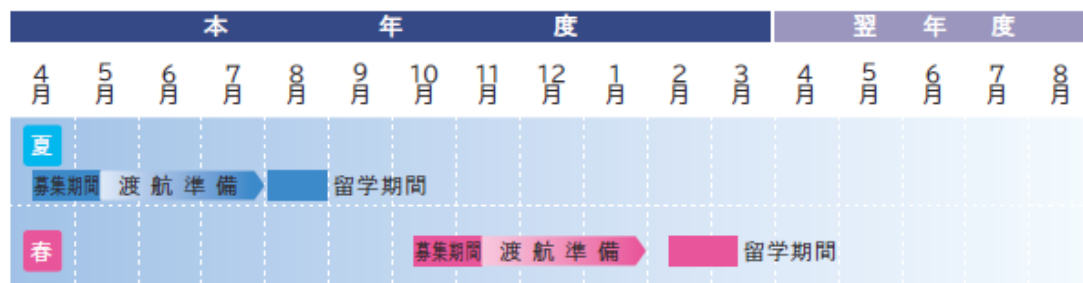 本年度 翌年度
4月 5月 6月 7月 8月 9月 10月 11月 12月 1月 2月 3月 4月 5月 6月 7月 8月
夏
募集期間 渡航準備 留学期間
春
募集期間 渡航準備 留学期間